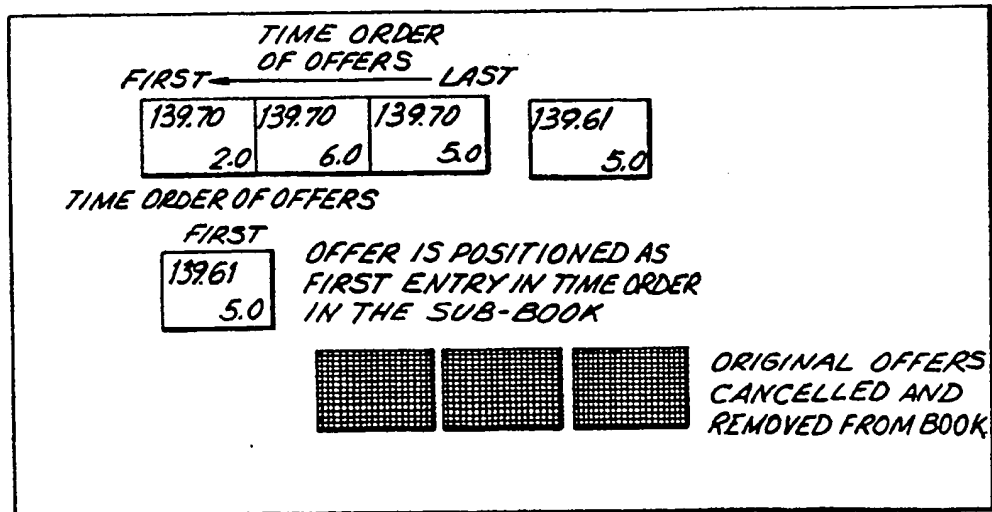 TIME ORDER
OF OFFERS
FIRST LAST
139.70 139.70 139.70 139.61
2.0 6.0 5.0 5.0
TIME ORDER OF OFFERS
FIRST
139.61
5.0
OFFER IS POSITIONED AS
FIRST ENTRY IN TIME ORDER
IN THE SUB-BOOK
ORIGINAL OFFERS
CANCELLED AND
REMOVED FROM BOOK